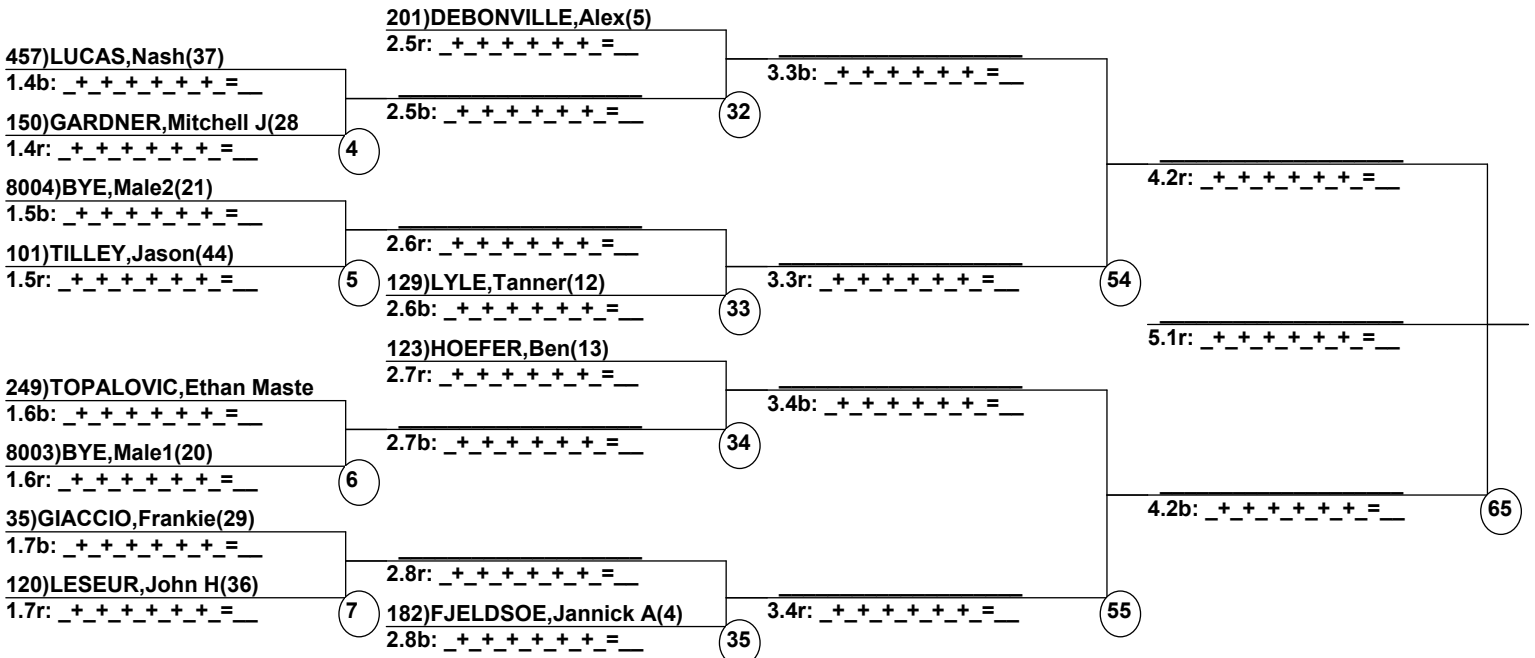 201)DEBONVILLE,Alex(5)
2.5r: _+_+_+_+_+_=__
457)LUCAS,Nash(37)
1.4b: _+_+_+_+_+_=__
3.3b: _+_+_+_+_+_=__
2.5b: _+_+_+_+_+_=__
32
150)GARDNER,Mitchell J(28
1.4r: _+_+_+_+_+_=__
4
4.2r: _+_+_+_+_+_=__
8004)BYE,Male2(21)
1.5b: _+_+_+_+_+_=__
2.6r: _+_+_+_+_+_=__
101)TILLEY,Jason(44)
1.5r: _+_+_+_+_+_=__
5
129)LYLE,Tanner(12)
2.6b: _+_+_+_+_+_=__
33
3.3r: _+_+_+_+_+_=__
54
5.1r: _+_+_+_+_+_=__
123)HOEFER,Ben(13)
2.7r: _+_+_+_+_+_=__
249)TOPALOVIC,Ethan Maste
1.6b: _+_+_+_+_+_=__
3.4b: _+_+_+_+_+_=__
2.7b: _+_+_+_+_+_=__
34
8003)BYE,Male1(20)
1.6r: _+_+_+_+_+_=__
6
4.2b: _+_+_+_+_+_=__
65
35)GIACCIO,Frankie(29)
1.7b: _+_+_+_+_+_=__
2.8r: _+_+_+_+_+_=__
120)LESEUR,John H(36)
1.7r: _+_+_+_+_+_=__
7
182)FJELDSOE,Jannick A(4)
2.8b: _+_+_+_+_+_=__
35
3.4r: _+_+_+_+_+_=__
55